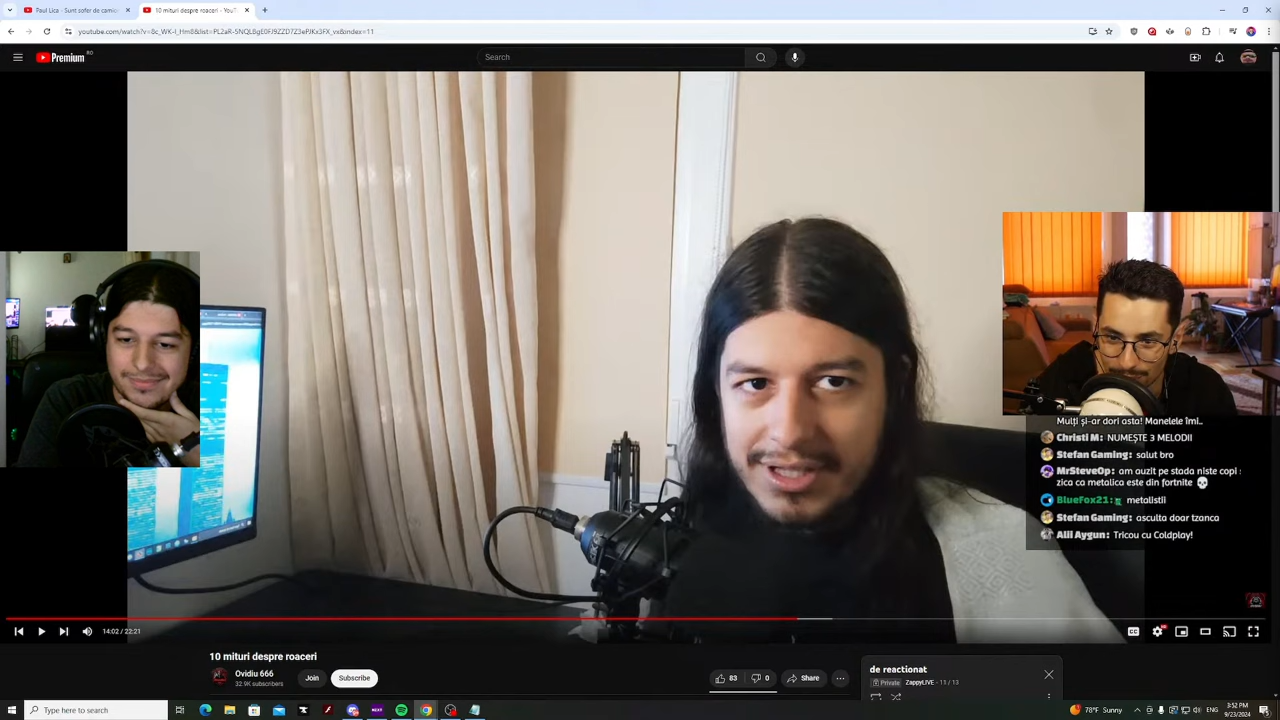 Paul Lica - Sunt sofer de camio
10 mituri despre roaceri - YouT
youtube.com/watch?v=8c_WK-I_Hm8&list=PL2aR-5NQLBgE0FJ9ZZD7Z3ePJKx3FX_vx&index=11
Premium RO
Search
Mulți și-ar dori asta! Manelele îmi..
Christi M: NUMEȘTE 3 MELODII
Stefan Gaming: salut bro
MrSteveOp: am auzit pe stada niste copi
zica ca metalica este din fortnite
BlueFox21: metalistii
Stefan Gaming: asculta doar tzanca
Alii Aygun: Tricou cu Coldplay!
14:02 / 22:21
CC
10 mituri despre roaceri
Ovidiu 666
32.9K subscribers
Join
Subscribe
83
0
Share
de reactionat
Private
ZappyLIVE - 11 / 13
Type here to search
78°F Sunny
3:52 PM
9/23/2024